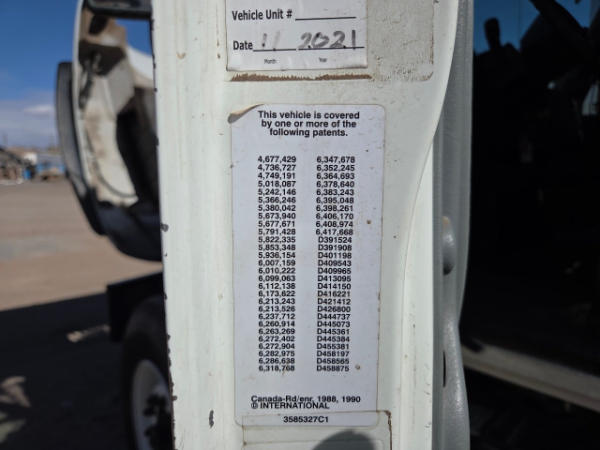 Vehicle Unit #
Date 11 2021
Month Year
This vehicle is covered
by one or more of the
following patents.
4,677,429 6,347,678
4,736,727 6,352,245
4,749,191 6,364,693
5,018,087 6,378,640
5,242,146 6,383,243
5,366,246 6,395,048
5,380,042 6,398,261
5,673,940 6,406,170
5,677,671 6,408,974
5,791,428 6,417,668
5,822,335 D391524
5,853,348 D391908
5,936,154 D401198
6,007,159 D409543
6,010,222 D409965
6,099,063 D413095
6,112,138 D414150
6,173,622 D416221
6,213,243 D421412
6,213,526 D426800
6,237,712 D444737
6,260,914 D445073
6,263,269 D445361
6,272,402 D445384
6,272,904 D455381
6,282,975 D458197
6,286,638 D458565
6,318,768 D458875
Canada-Rd/enr. 1988, 1990
® INTERNATIONAL
3585327C1